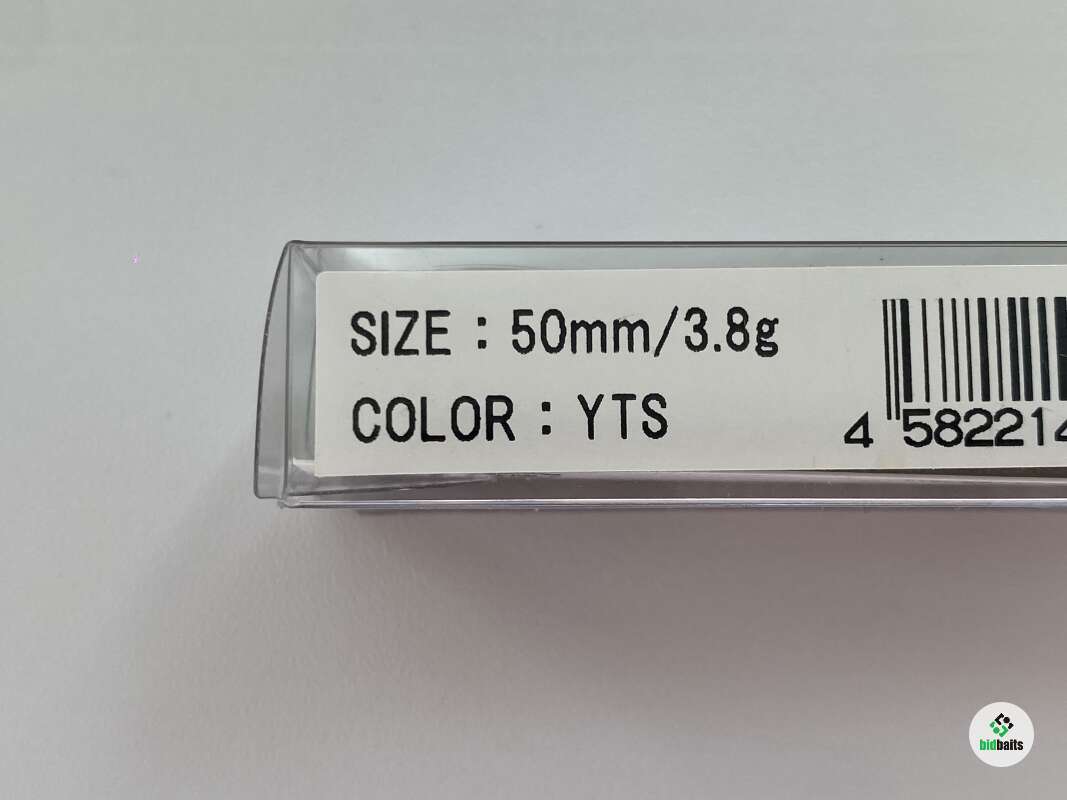 SIZE : 50mm/3.8g
COLOR : YTS
4 582214
bidbaits